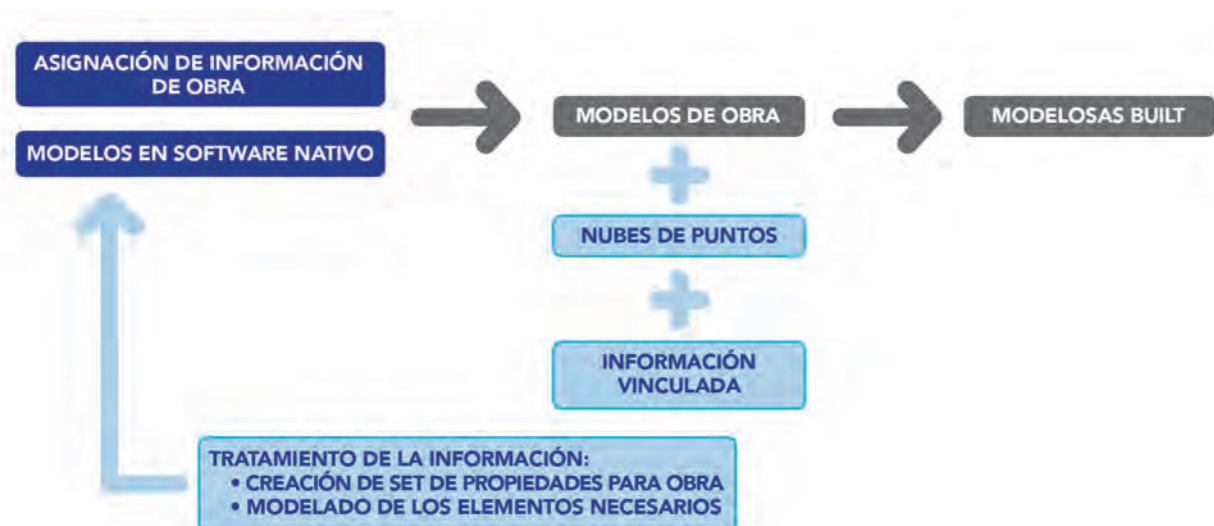 ASIGNACIÓN DE INFORMACIÓN
DE OBRA
MODELOS EN SOFTWARE NATIVO
MODELOS DE OBRA
MODELOSAS BUILT
NUBES DE PUNTOS
INFORMACIÓN
VINCULADA
TRATAMIENTO DE LA INFORMACIÓN:
• CREACIÓN DE SET DE PROPIEDADES PARA OBRA
• MODELADO DE LOS ELEMENTOS NECESARIOS